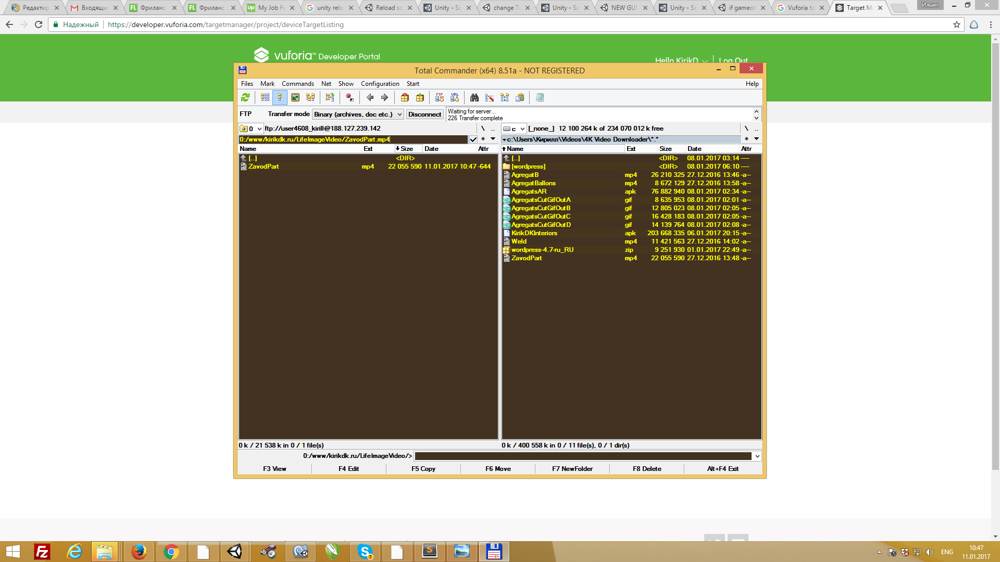 Редактир
Входящи
Фриланс
Фриланс
My Job Fe
unity relo
Reload sc
Unity - Sc
change Te
Unity - Sc
NEW GUI
Unity - Sc
if gameob
Vuforia ta
Target Ma
Ильин
Надежный https://developer.vuforia.com/targetmanager/project/deviceTargetListing
vuforia™ Developer Portal
Hello KirikD Log Out
Total Commander (x64) 8.51a - NOT REGISTERED
Files Mark Commands Net Show Configuration Start Help
FTP URL
FTP Transfer mode Binary (archives, doc etc.) Disconnect
Waiting for server...
226 Transfer complete
0 ftp://user4608_kirill@188.127.239.142 \ ..
c [_none_] 12 100 264 k of 234 070 012 k free \ ..
0:/www/kirikdk.ru/LifeImageVideo/ZavodPart.mp4 *
c:\Users\Кирилл\Videos\4K Video Downloader\*.* *
Name Ext Size Date Attr
[..] <DIR>
ZavodPart mp4 22 055 590 11.01.2017 10:47 -644
Name Ext Size Date Attr
[..] <DIR> 08.01.2017 03:14 ----
[wordpress] <DIR> 08.01.2017 06:10 ----
AgregatB mp4 26 210 325 27.12.2016 13:46 -a--
AgregatBallons mp4 8 672 129 27.12.2016 13:58 -a--
AgregatsAR apk 76 882 940 08.01.2017 02:34 -a--
AgregatsCutGifOutA gif 8 635 953 08.01.2017 02:01 -a--
AgregatsCutGifOutB gif 12 805 023 08.01.2017 02:05 -a--
AgregatsCutGifOutC gif 16 428 183 08.01.2017 02:05 -a--
AgregatsCutGifOutD gif 14 139 764 08.01.2017 02:08 -a--
KirikDKInteriors apk 203 668 335 06.01.2017 20:15 -a--
Weld mp4 11 421 563 27.12.2016 14:02 -a--
wordpress-4.7-ru_RU zip 9 251 930 01.01.2017 22:49 -a--
ZavodPart mp4 22 055 590 27.12.2016 13:48 -a--
0 k / 21 538 k in 0 / 1 file(s)
0 k / 400 558 k in 0 / 11 file(s), 0 / 1 dir(s)
0:/www/kirikdk.ru/LifeImageVideo/>
F3 View F4 Edit F5 Copy F6 Move F7 NewFolder F8 Delete Alt+F4 Exit
ENG
10:47
11.01.2017